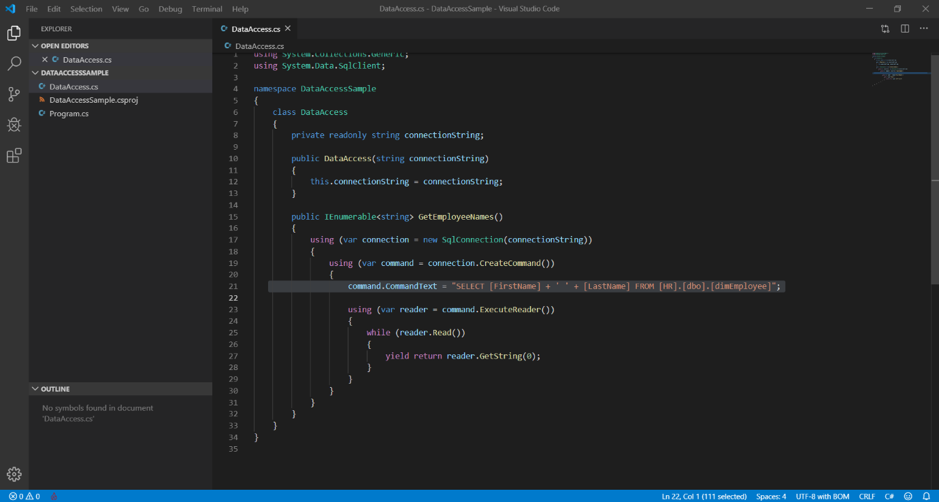 File Edit Selection View Go Debug Terminal Help
DataAccess.cs - DataAccessSample - Visual Studio Code
EXPLORER
OPEN EDITORS
DataAccess.cs
DATAACCESSSAMPLE
DataAccess.cs
DataAccessSample.csproj
Program.cs
OUTLINE
No symbols found in document
'DataAccess.cs'
DataAccess.cs
DataAccess.cs
1 using System.Collections.Generic;
2 using System.Data.SqlClient;
3
4 namespace DataAccessSample
5 {
6 class DataAccess
7 {
8 private readonly string connectionString;
9
10 public DataAccess(string connectionString)
11 {
12 this.connectionString = connectionString;
13 }
14
15 public IEnumerable<string> GetEmployeeNames()
16 {
17 using (var connection = new SqlConnection(connectionString))
18 {
19 using (var command = connection.CreateCommand())
20 {
21 command.CommandText = "SELECT [FirstName] + ' ' + [LastName] FROM [HR].[dbo].[dimEmployee]";
22
23 using (var reader = command.ExecuteReader())
24 {
25 while (reader.Read())
26 {
27 yield return reader.GetString(0);
28 }
29 }
30 }
31 }
32 }
33 }
34 }
35
0 0
Ln 22, Col 1 (111 selected) Spaces: 4 UTF-8 with BOM CRLF C#